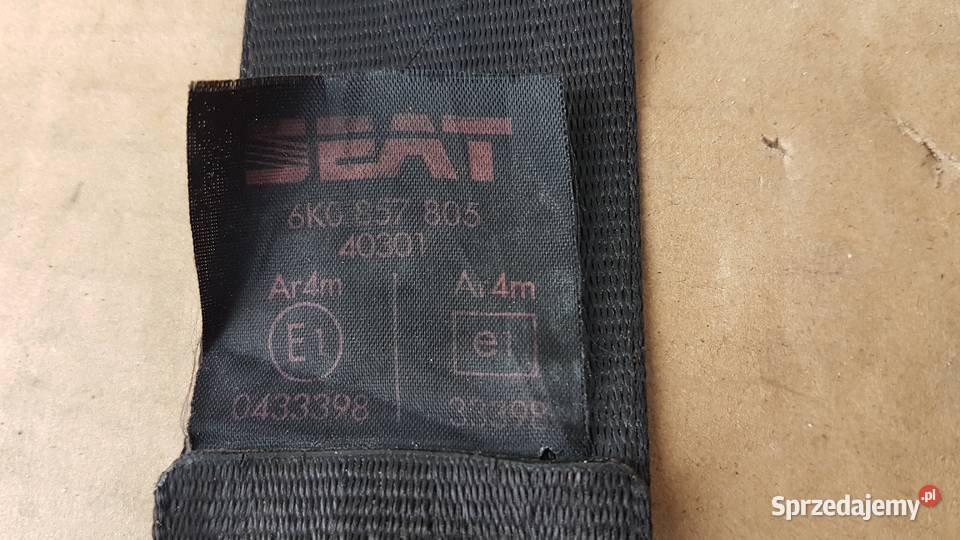 SEAT
6K0 857 805
40301
Ar4m Ar4m
E1 e1
0433398
Sprzedajemy.pl